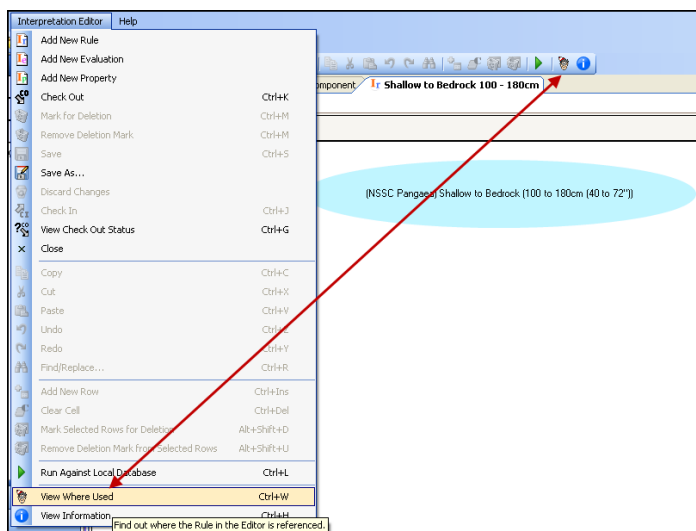 Interpretation Editor Help
Add New Rule
Add New Evaluation
Add New Property
Check Out Ctrl+K
omponent Shallow to Bedrock 100 - 180cm
Mark for Deletion Ctrl+M
Remove Deletion Mark Ctrl+M
Save Ctrl+S
Save As...
(NSSC Pangaea) Shallow to Bedrock (100 to 180cm (40 to 72"))
Discard Changes
Check In Ctrl+J
View Check Out Status Ctrl+G
Close
Copy Ctrl+C
Cut Ctrl+X
Paste Ctrl+V
Undo
Redo Ctrl+Y
Find/Replace... Ctrl+R
Add New Row Ctrl+Ins
Clear Cell Ctrl+Del
Mark Selected Rows for Deletion Alt+Shift+D
Remove Deletion Mark from Selected Rows Alt+Shift+U
Run Against Local Database Ctrl+L
View Where Used Ctrl+W
View Information Ctrl+H
Find out where the Rule in the Editor is referenced.